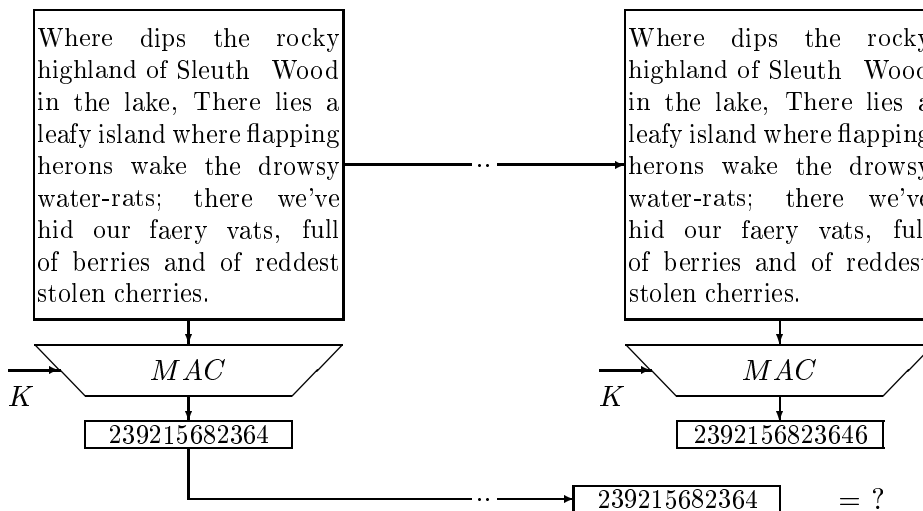 Where dips the rocky
highland of Sleuth Wood
in the lake, There lies a
leafy island where flapping
herons wake the drowsy
water-rats; there we've
hid our faery vats, full
of berries and of reddest
stolen cherries.
Where dips the rocky
highland of Sleuth Wood
in the lake, There lies a
leafy island where flapping
herons wake the drowsy
water-rats; there we've
hid our faery vats, full
of berries and of reddest
stolen cherries.
..
MAC
K
239215682364
MAC
K
2392156823646
..
239215682364
= ?